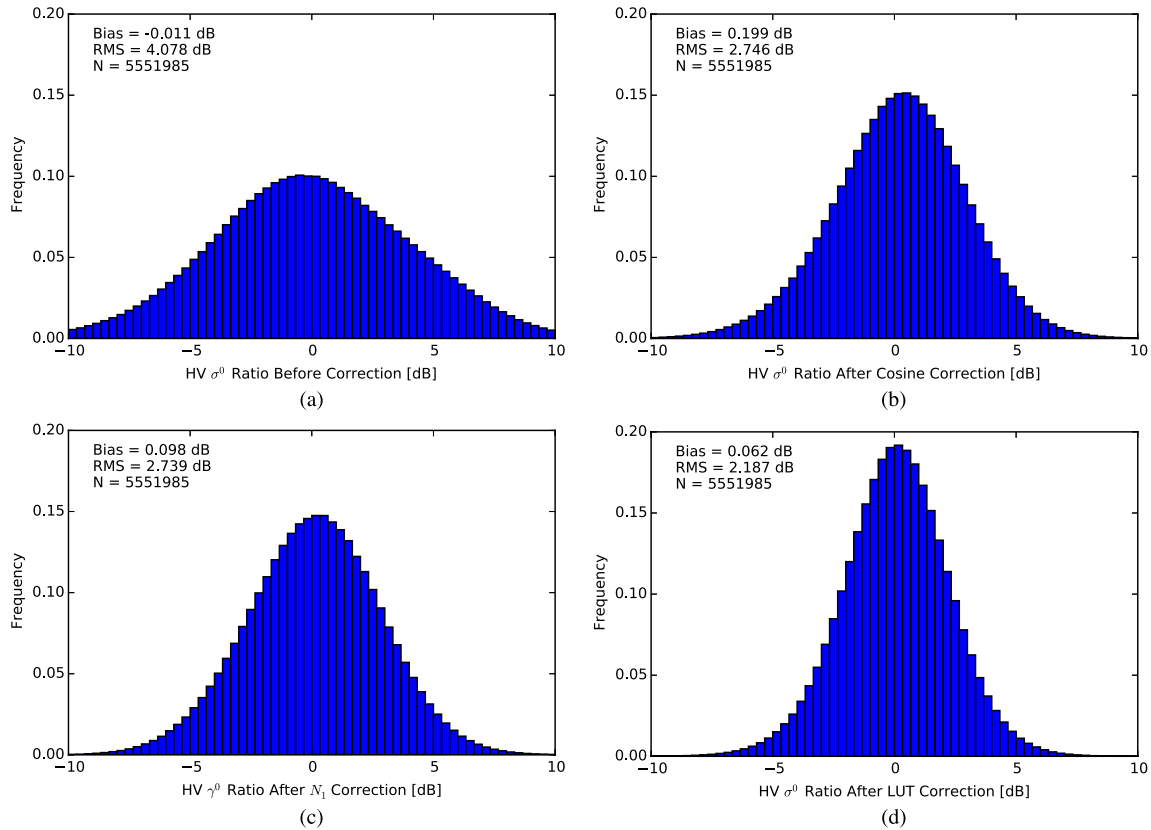 0.20
Bias = -0.011 dB
RMS = 4.078 dB
N = 5551985
0.15
Frequency
0.10
0.05
0.00
−10 −5 0 5 10
HV σ⁰ Ratio Before Correction [dB]
(a)
0.20
Bias = 0.199 dB
RMS = 2.746 dB
N = 5551985
0.15
Frequency
0.10
0.05
0.00
−10 −5 0 5 10
HV σ⁰ Ratio After Cosine Correction [dB]
(b)
0.20
Bias = 0.098 dB
RMS = 2.739 dB
N = 5551985
0.15
Frequency
0.10
0.05
0.00
−10 −5 0 5 10
HV γ⁰ Ratio After N₁ Correction [dB]
(c)
0.20
Bias = 0.062 dB
RMS = 2.187 dB
N = 5551985
0.15
Frequency
0.10
0.05
0.00
−10 −5 0 5 10
HV σ⁰ Ratio After LUT Correction [dB]
(d)